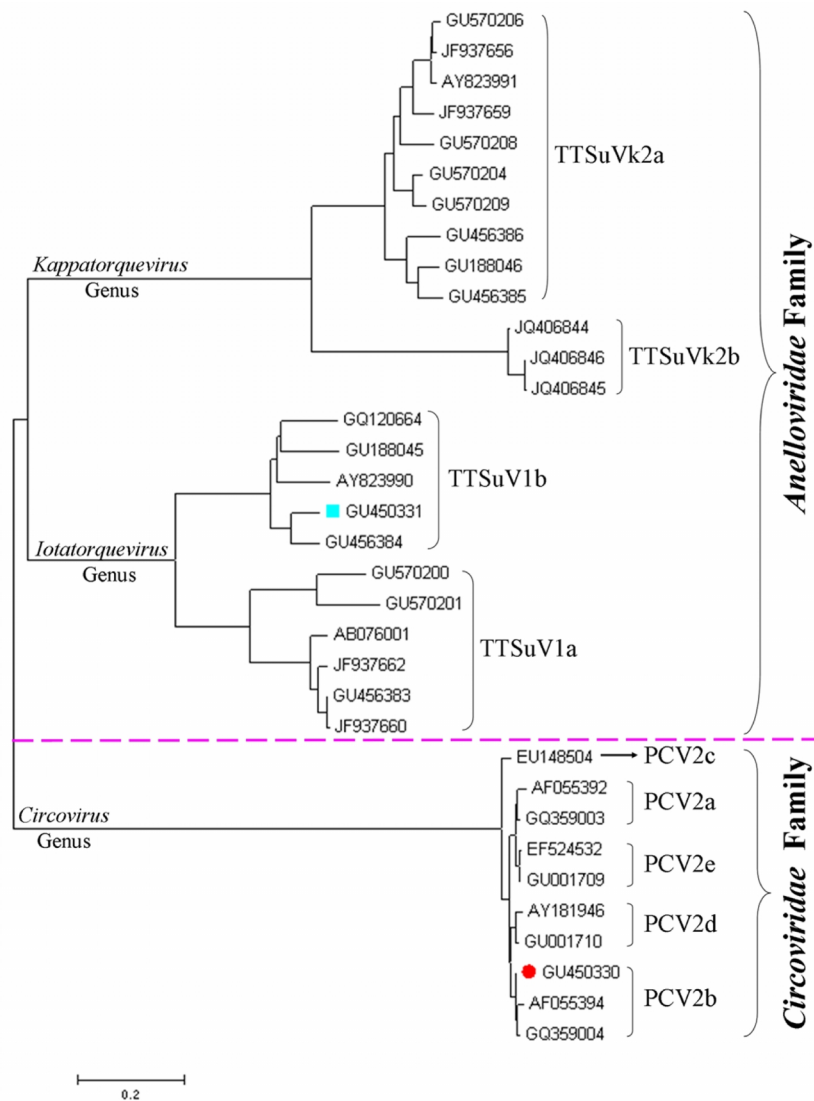 GU570206
JF937656
AY823991
JF937659
GU570208
TTSuVk2a
GU570204
GU570209
GU456386
Kappatorquevirus
Genus
GU188046
GU456385
JQ406844
JQ406846
TTSuVk2b
JQ406845
Anelloviridae Family
GQ120664
GU188045
AY823990
TTSuV1b
GU450331
GU456384
Iotatorquevirus
Genus
GU570200
GU570201
AB076001
TTSuV1a
JF937662
GU456383
JF937660
EU148504 PCV2c
AF055392
PCV2a
GQ359003
Circovirus
Genus
EF524532
PCV2e
GU001709
AY181946
PCV2d
GU001710
GU450330
PCV2b
AF055394
GQ359004
Circoviridae Family
0.2